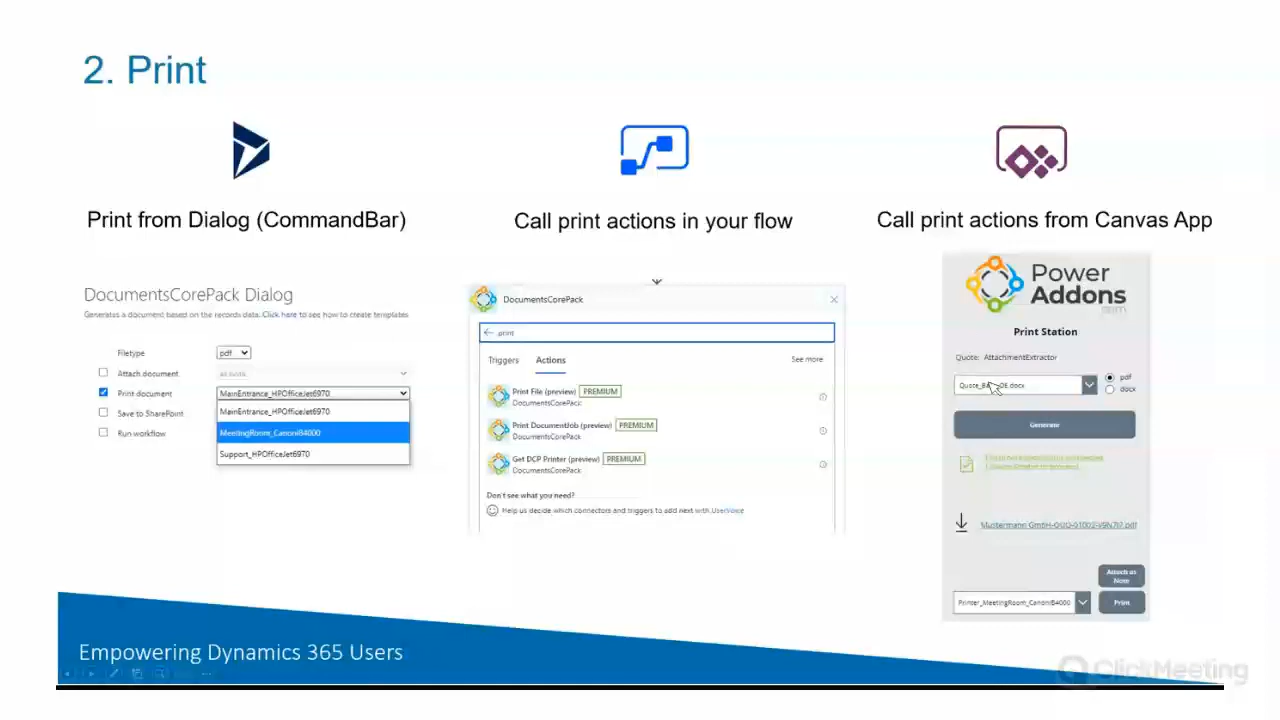 2. Print
Print from Dialog (CommandBar)
Call print actions in your flow
Call print actions from Canvas App
DocumentsCorePack Dialog
Generates a document based on the records data. Click here to see how to create templates
Filetype
pdf
Attach document
Print document
MainEntrance_HPOfficeJet6970
MainEntrance_HPOfficeJet6970
Save to SharePoint
Run workflow
MeetingRoom_CanoniB4000
Support_HPOfficeJet6970
DocumentsCorePack
print
Triggers
Actions
See more
Print File (preview) PREMIUM
DocumentsCorePack
Print DocumentJob (preview) PREMIUM
DocumentsCorePack
Get DCP Printer (preview) PREMIUM
DocumentsCorePack
Don't see what you need?
Help us decide which connectors and triggers to add next with UserVoice
Power
Addons
.com
Print Station
Quote: AttachmentExtractor
pdf
docx
Generate
Attach as
Note
Printer_MeetingRoom_CanoniB4000
Print
Empowering Dynamics 365 Users
ClickMeeting